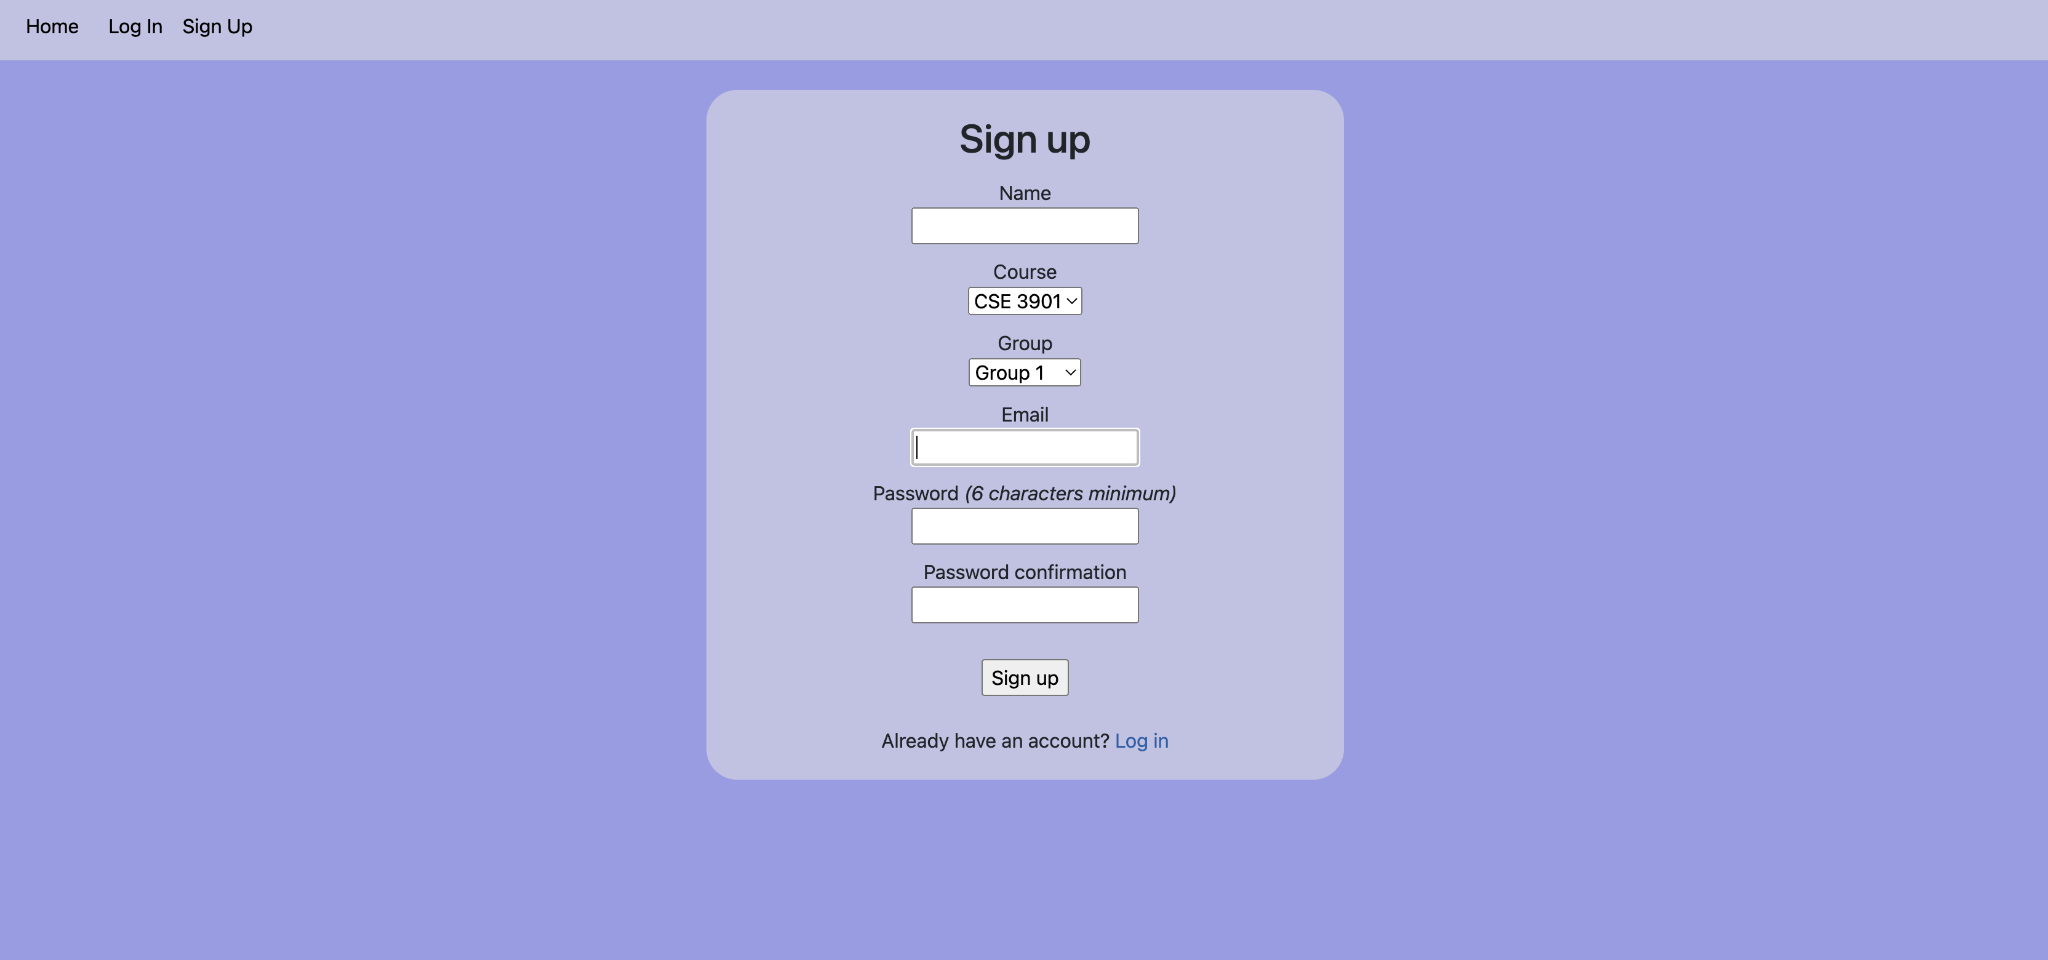 Home Log In Sign Up
Sign up
Name
Course
CSE 3901
Group
Group 1
Email
Password (6 characters minimum)
Password confirmation
Sign up
Already have an account? Log in